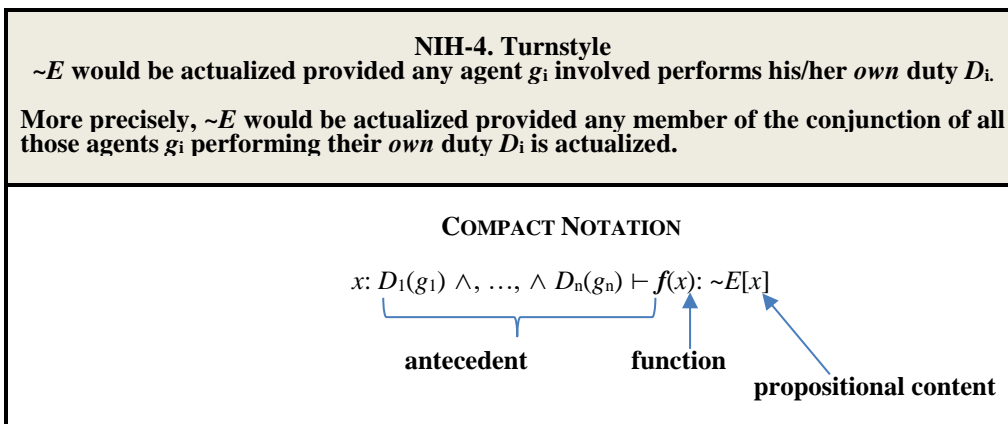 NIH-4. Turnstyle
~E would be actualized provided any agent gi involved performs his/her own duty Di.
More precisely, ~E would be actualized provided any member of the conjunction of all
those agents gi performing their own duty Di is actualized.
COMPACT NOTATION
x: D1(g1) ∧, …, ∧ Dn(gn) ⊢ f(x): ~E[x]
antecedent
function
propositional content